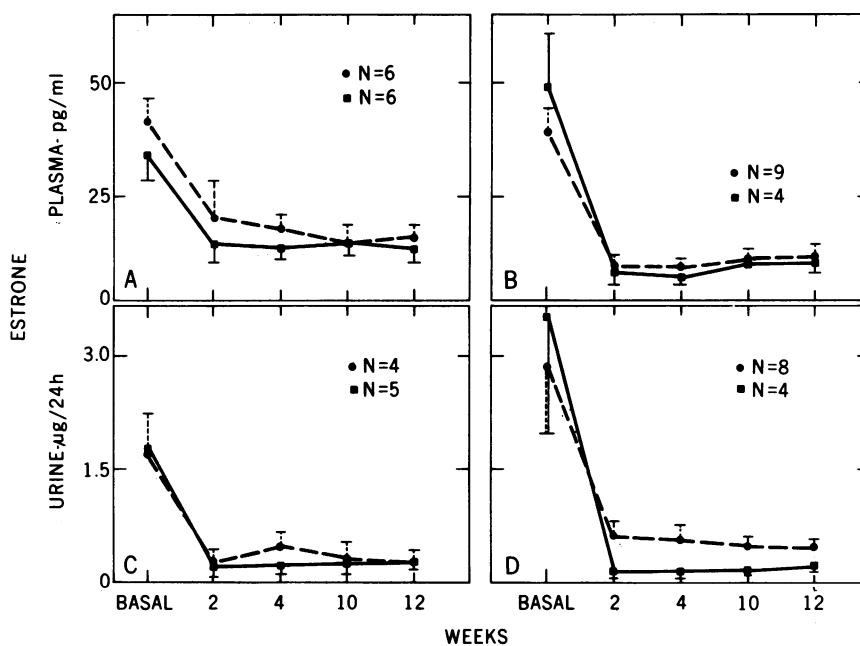 ESTRONE
PLASMA- pg/ml
50
25
0
A
● N=6
■ N=6
B
● N=9
■ N=4
URINE-µg/24h
3.0
1.5
0
C
● N=4
■ N=5
D
● N=8
■ N=4
BASAL 2 4 10 12
BASAL 2 4 10 12
WEEKS